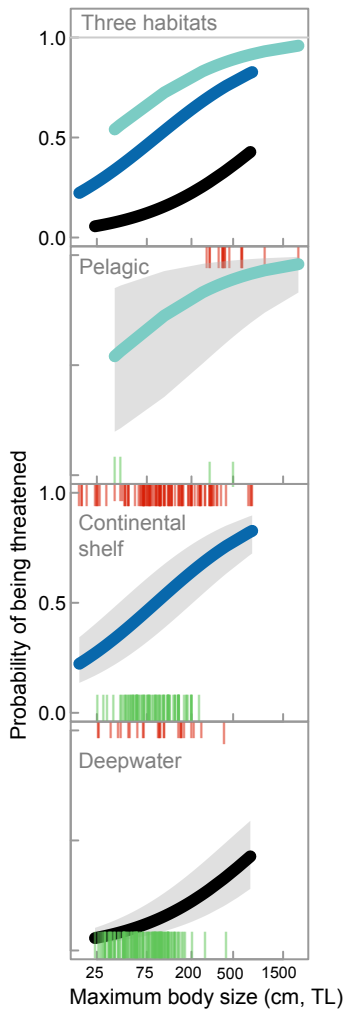 Three habitats
1.0
0.5
0.0
Pelagic
Probability of being threatened
1.0
Continental
shelf
0.5
0.0
Deepwater
25 75 200 500 1500
Maximum body size (cm, TL)